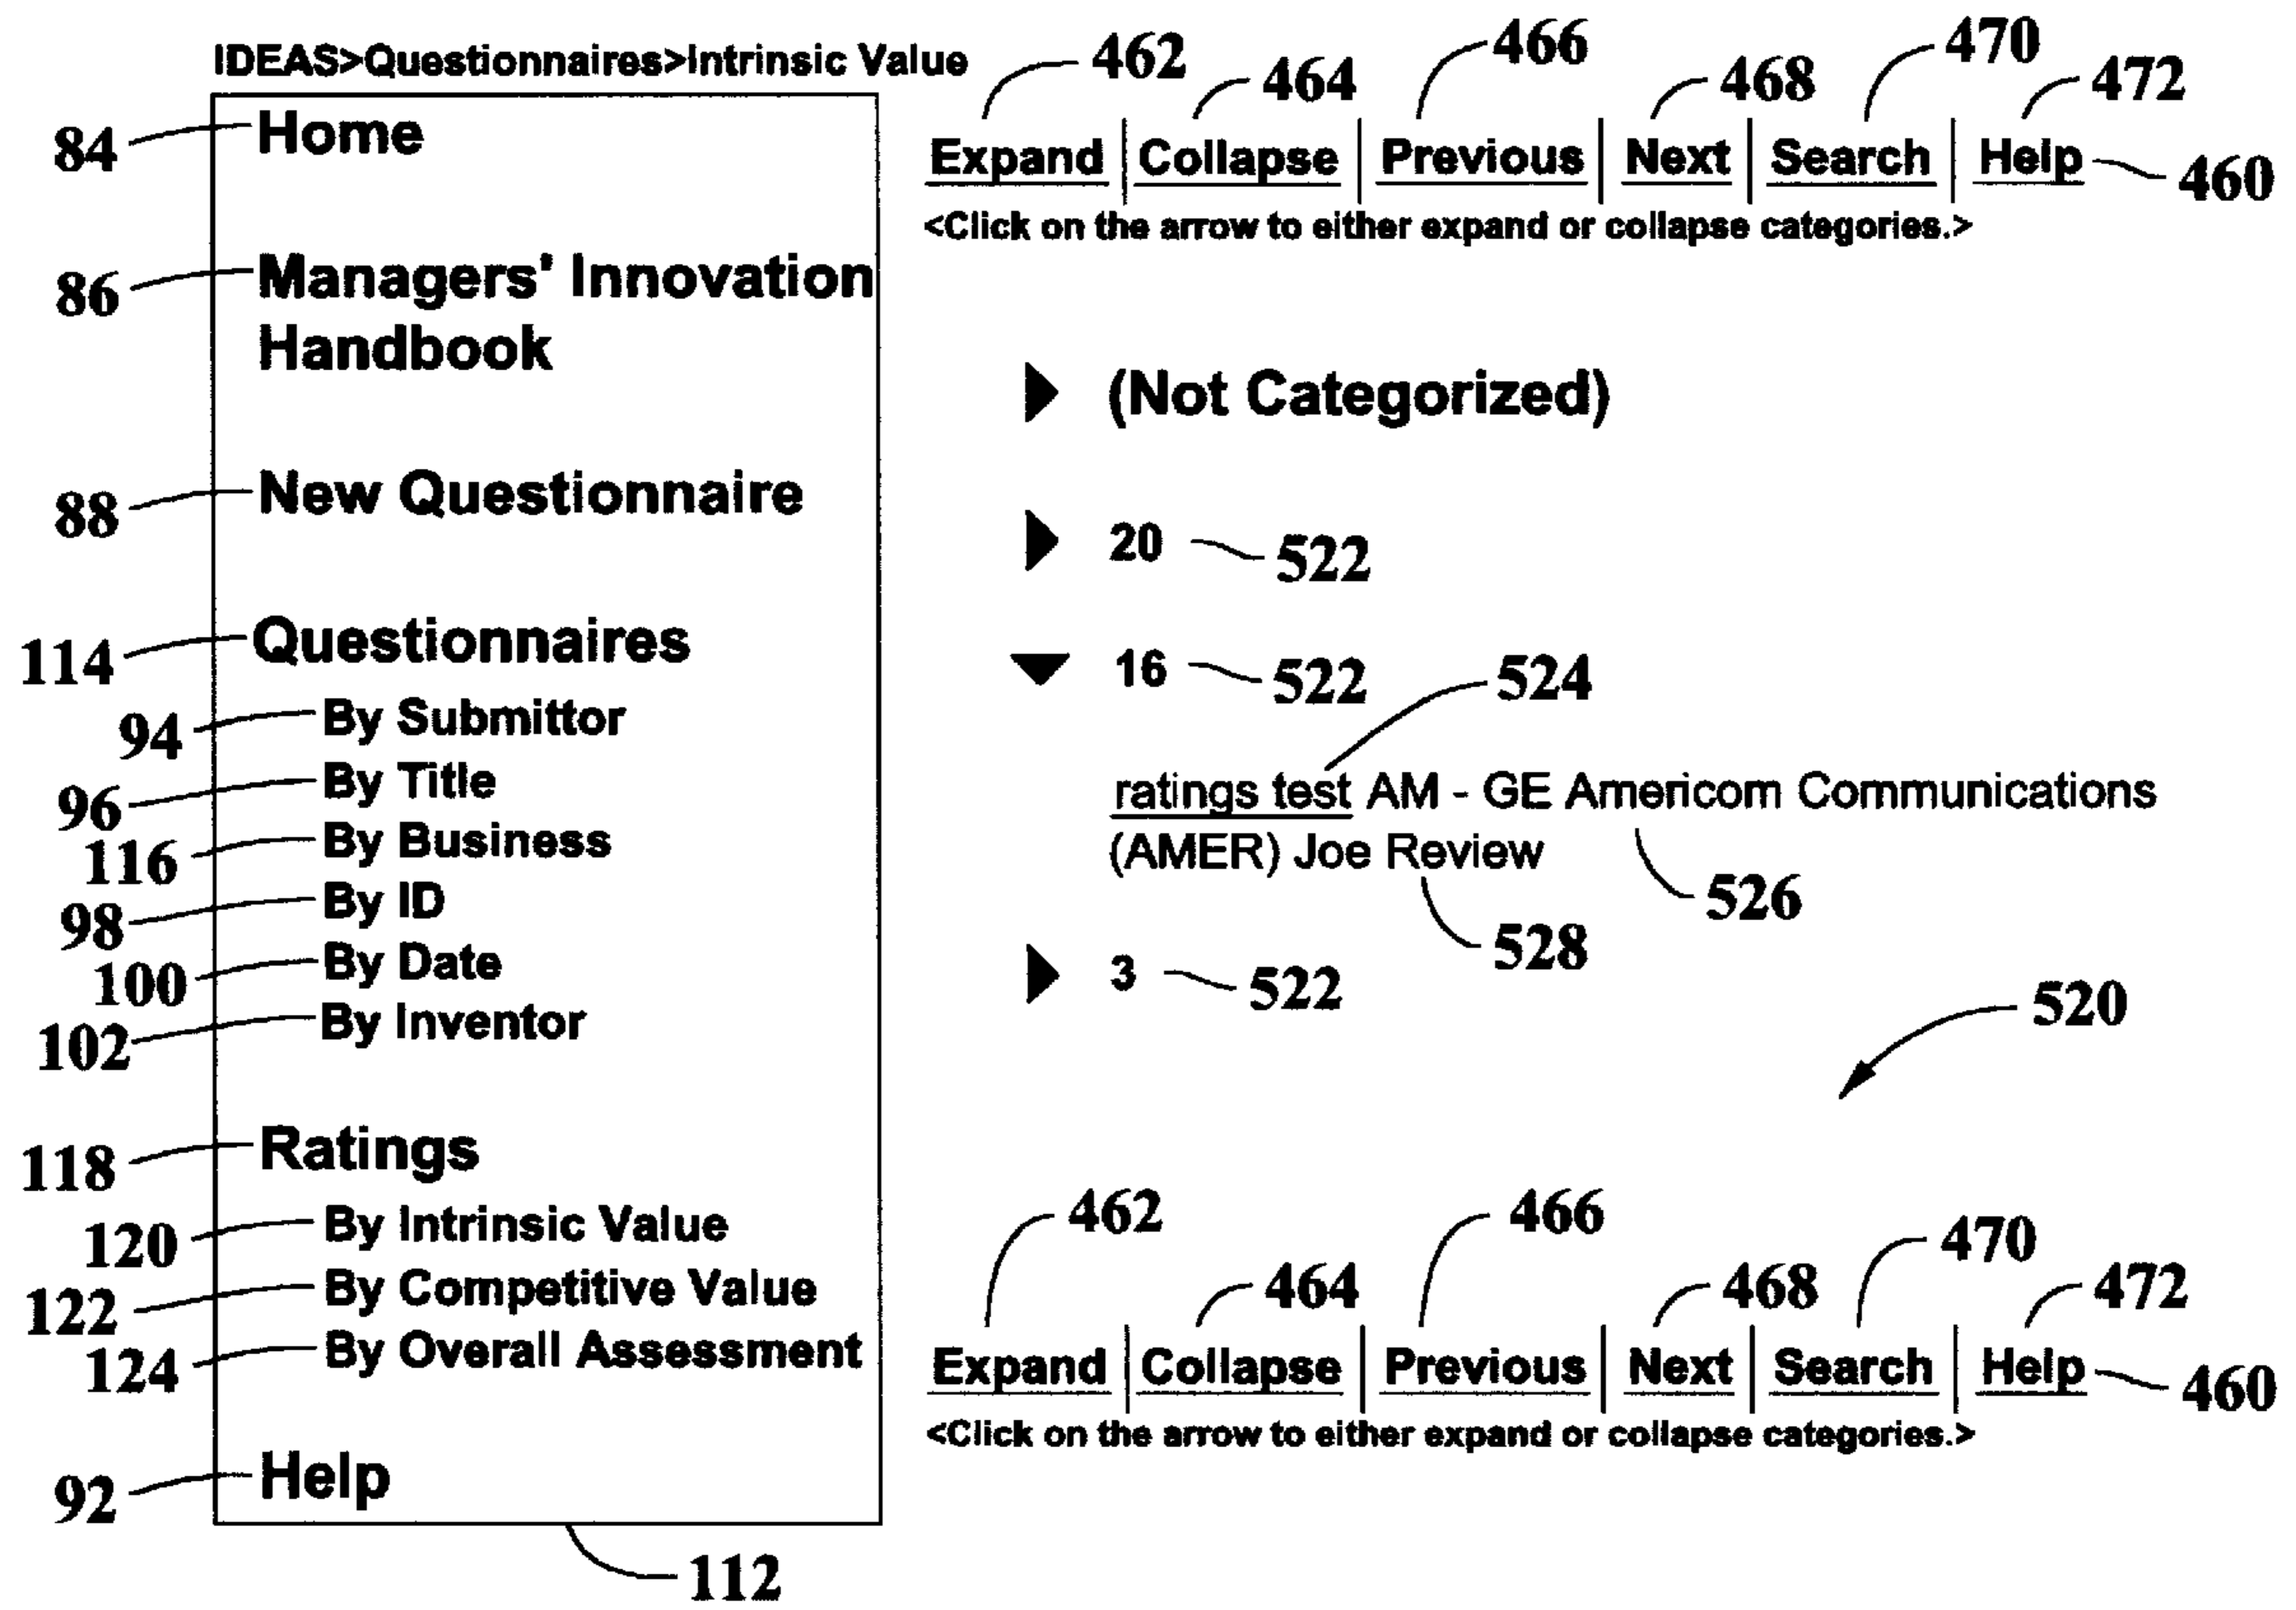 IDEAS>Questionnaires>Intrinsic Value
84 Home
86 Managers' Innovation
Handbook
88 New Questionnaire
114 Questionnaires
94 By Submittor
96 By Title
116 By Business
98 By ID
100 By Date
102 By Inventor
118 Ratings
120 By Intrinsic Value
122 By Competitive Value
124 By Overall Assessment
92 Help
112
462 464 466 468 470 472
Expand Collapse Previous Next Search Help 460
<Click on the arrow to either expand or collapse categories.>
(Not Categorized)
20 522
16 522
524
ratings test AM - GE Americom Communications
(AMER) Joe Review
526
528
3 522
520
462 464 466 468 470 472
Expand Collapse Previous Next Search Help 460
<Click on the arrow to either expand or collapse categories.>